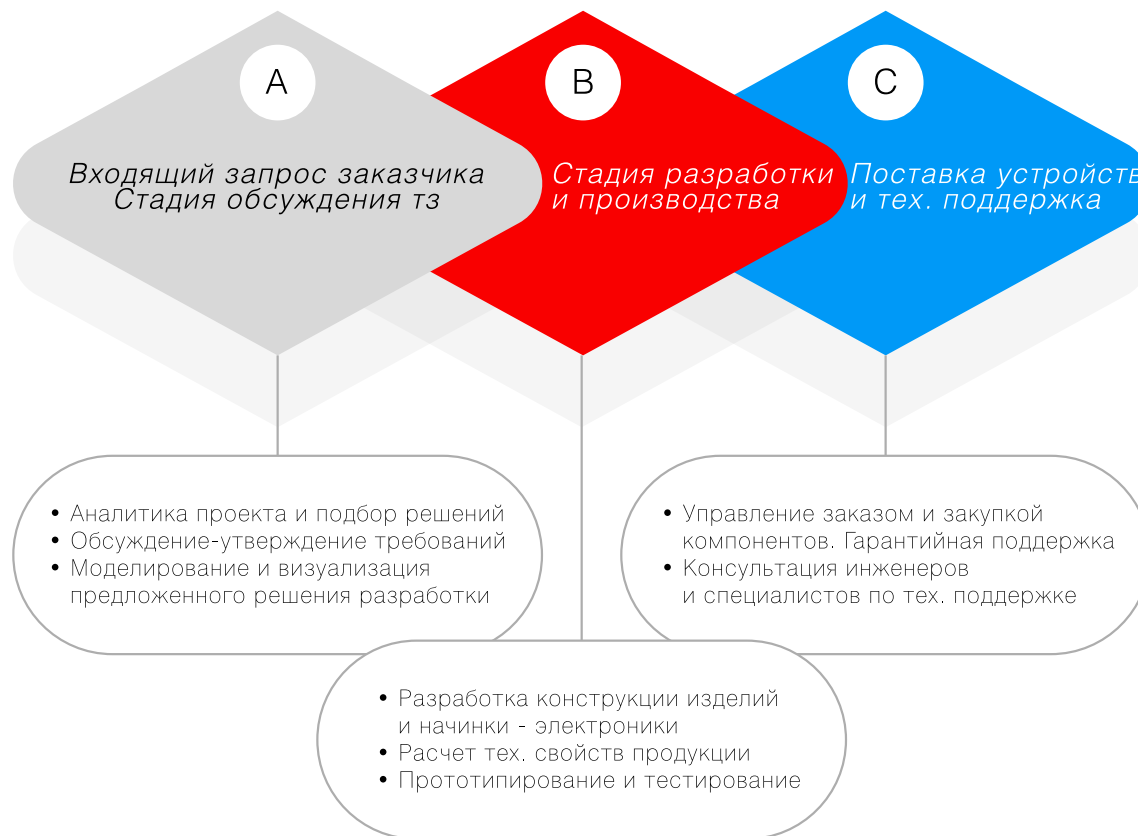 A
B
C
Входящий запрос заказчика
Стадия обсуждения тз
Стадия разработки
и производства
Поставка устройств
и тех. поддержка
• Аналитика проекта и подбор решений
• Обсуждение-утверждение требований
• Моделирование и визуализация
предложенного решения разработки
• Управление заказом и закупкой
компонентов. Гарантийная поддержка
• Консультация инженеров
и специалистов по тех. поддержке
• Разработка конструкции изделий
и начинки - электроники
• Расчет тех. свойств продукции
• Прототипирование и тестирование